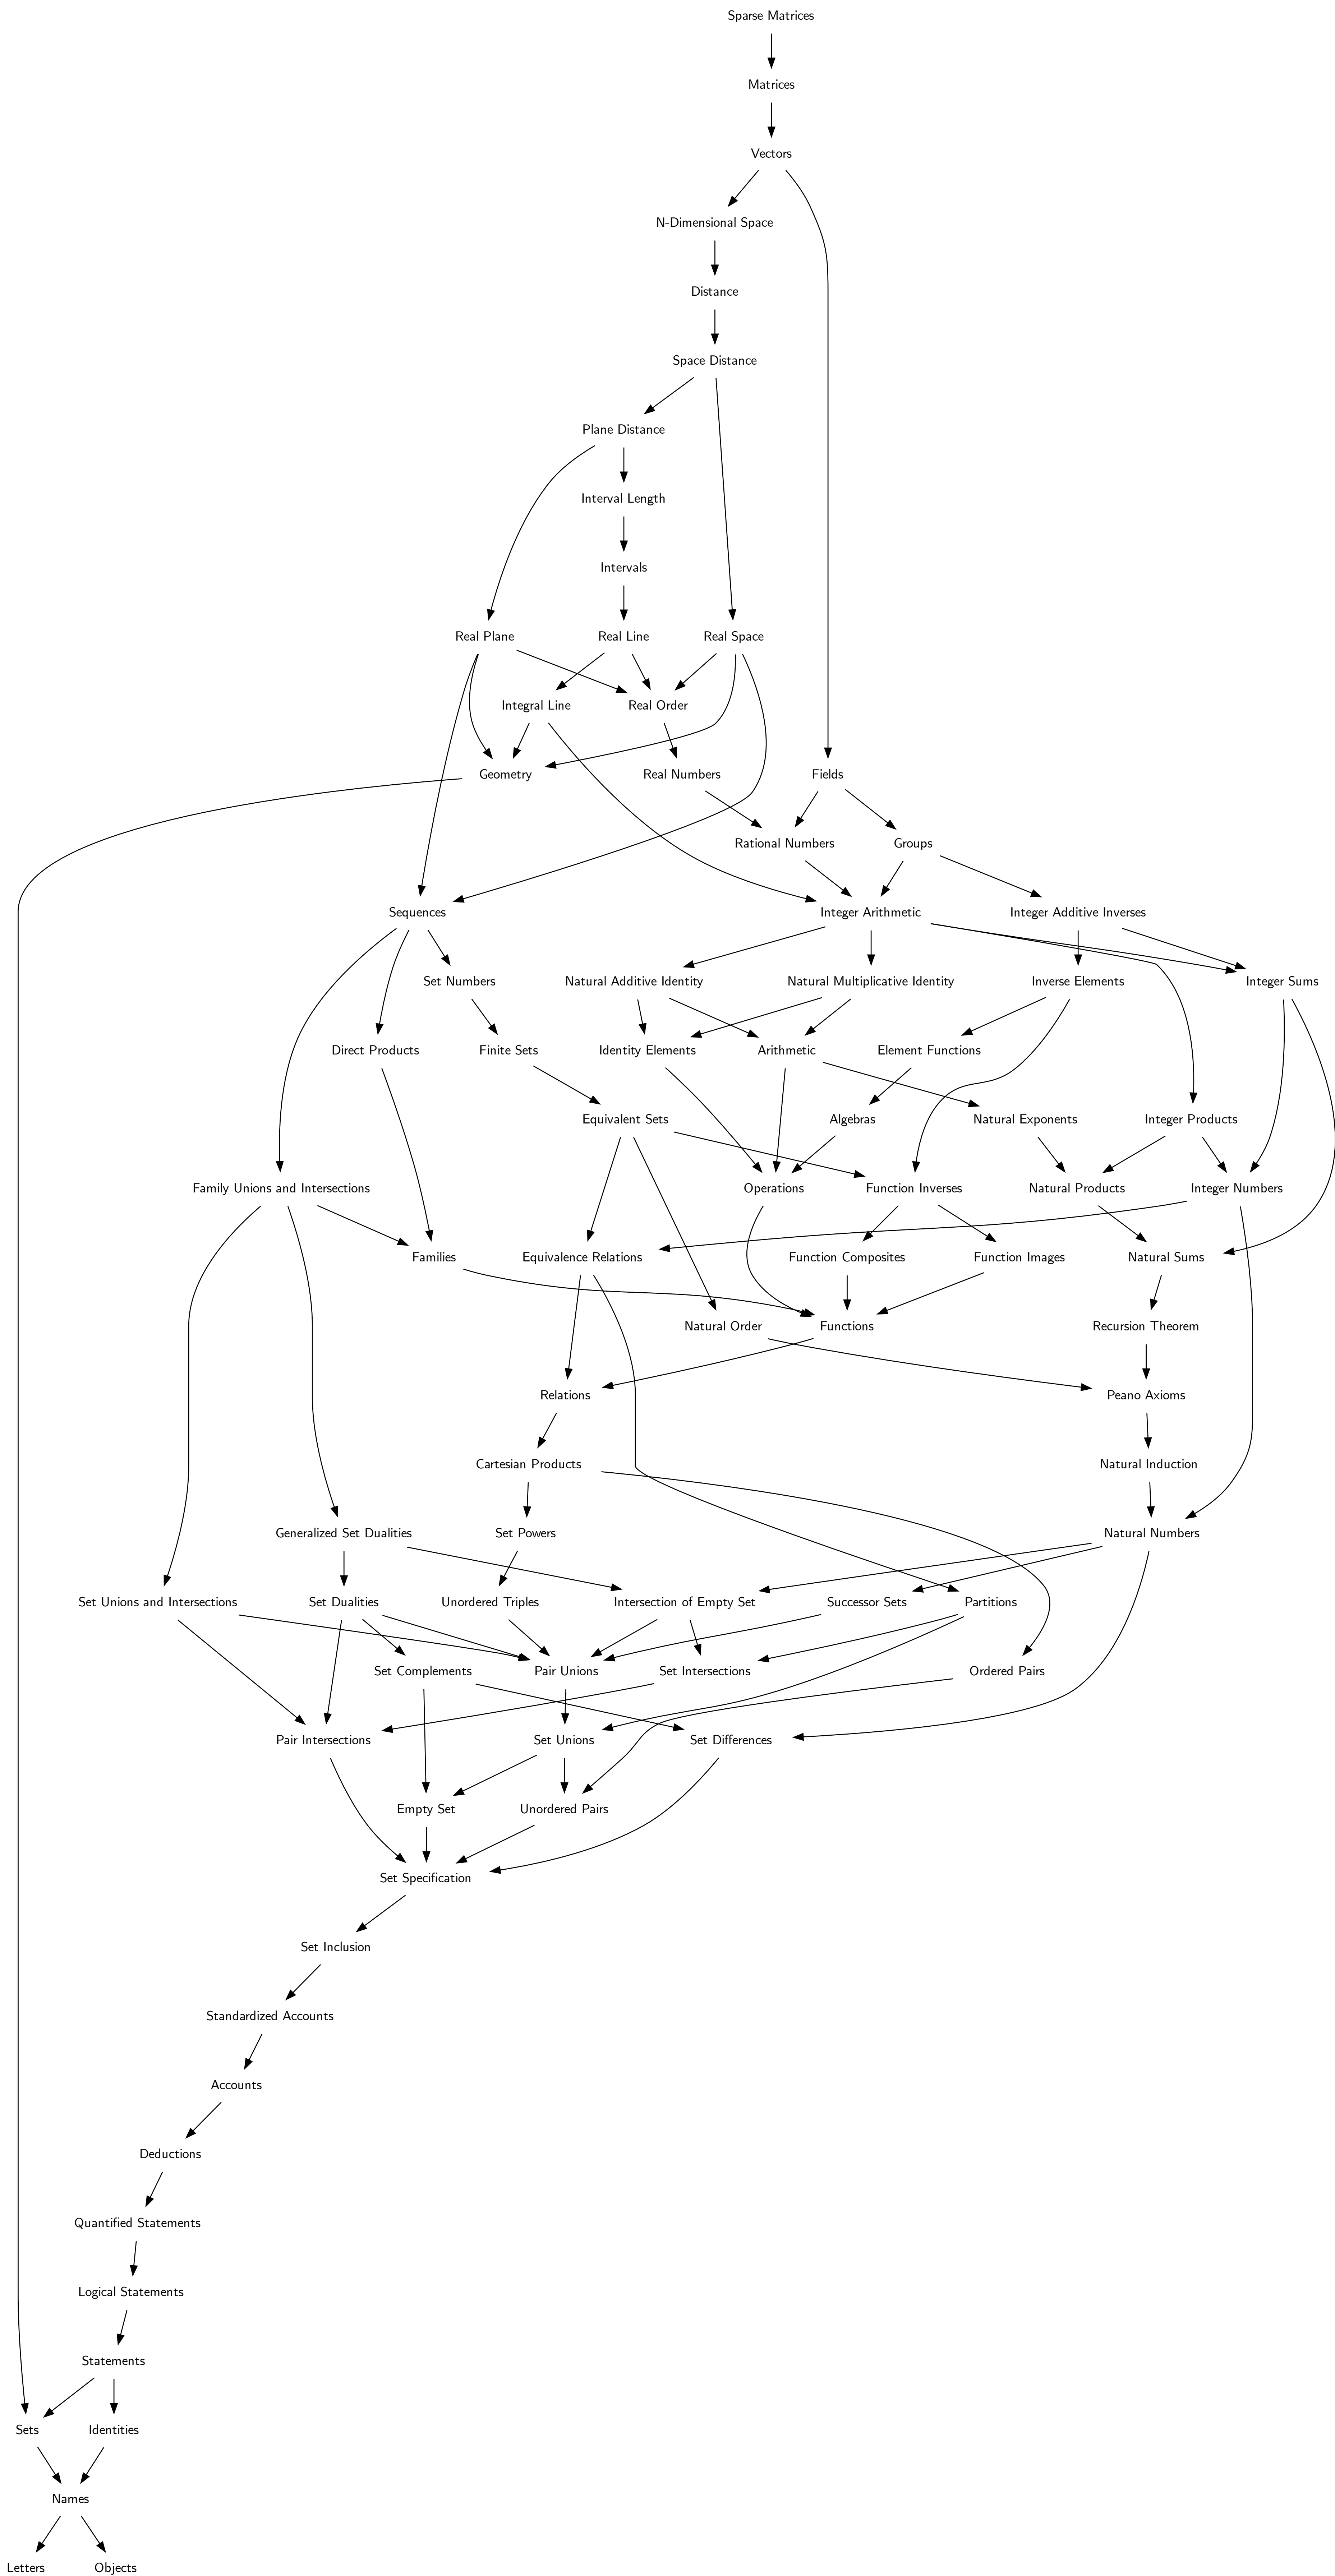 Sparse Matrices
Matrices
Vectors
N-Dimensional Space
Distance
Space Distance
Plane Distance
Interval Length
Intervals
Real Plane
Real Line
Real Space
Integral Line
Real Order
Geometry
Real Numbers
Fields
Rational Numbers
Groups
Sequences
Integer Arithmetic
Integer Additive Inverses
Set Numbers
Natural Additive Identity
Natural Multiplicative Identity
Inverse Elements
Integer Sums
Direct Products
Finite Sets
Identity Elements
Arithmetic
Element Functions
Equivalent Sets
Algebras
Natural Exponents
Integer Products
Family Unions and Intersections
Operations
Function Inverses
Natural Products
Integer Numbers
Families
Equivalence Relations
Function Composites
Function Images
Natural Sums
Natural Order
Functions
Recursion Theorem
Relations
Peano Axioms
Cartesian Products
Natural Induction
Generalized Set Dualities
Set Powers
Natural Numbers
Set Unions and Intersections
Set Dualities
Unordered Triples
Intersection of Empty Set
Successor Sets
Partitions
Set Complements
Pair Unions
Set Intersections
Ordered Pairs
Pair Intersections
Set Unions
Set Differences
Empty Set
Unordered Pairs
Set Specification
Set Inclusion
Standardized Accounts
Accounts
Deductions
Quantified Statements
Logical Statements
Statements
Sets
Identities
Names
Letters
Objects